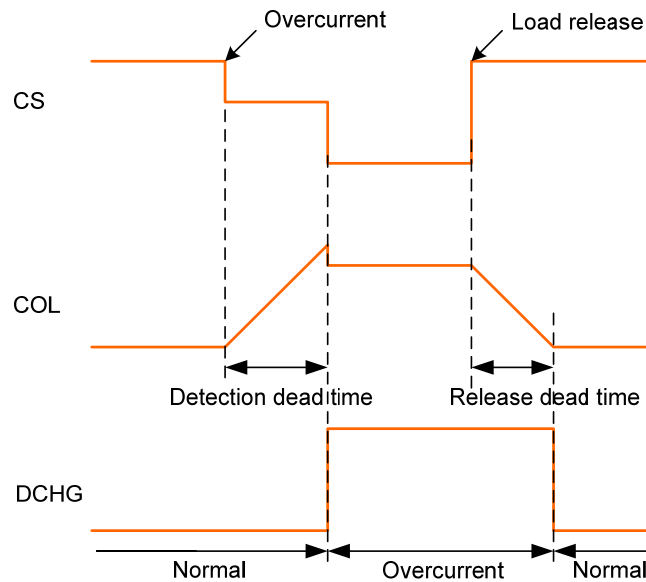 Overcurrent
Load release
CS
COL
Detection dead time
Release dead time
DCHG
Normal
Overcurrent
Normal